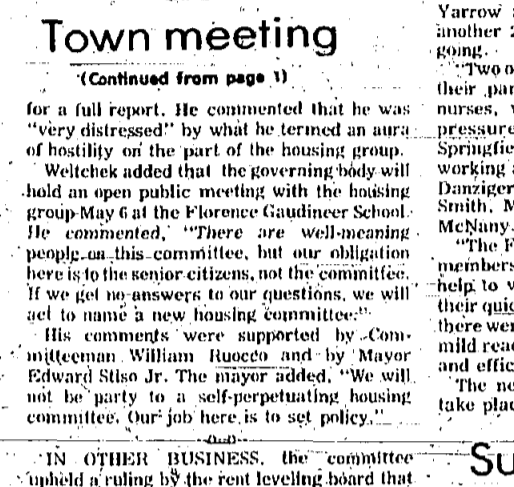 Town meeting
(Continued from page 1)
for a full report. He commented that he was
"very distressed" by what he termed an aura
of hostility on the part of the housing group.
Weltchek added that the governing body will
hold an open public meeting with the housing
group May 6 at the Florence Gaudineer School.
He commented, "There are well-meaning
people on this committee, but our obligation
here is to the senior citizens, not the committee.
If we get no answers to our questions, we will
act to name a new housing committee."
His comments were supported by Com-
mitteeman William Ruocco and by Mayor
Edward Stiso Jr. The mayor added, "We will
not be party to a self-perpetuating housing
committee. Our job here is to set policy."
IN OTHER BUSINESS, the committee
upheld a ruling by the rent leveling board that
Yarrow
another
going.
"Two o
their par
nurses,
pressure
Springfie
working
Danziger
Smith, M
McNany.
"The F
members
help to v
their quic
there wer
mild reac
and effic
The ne
take plac
Su